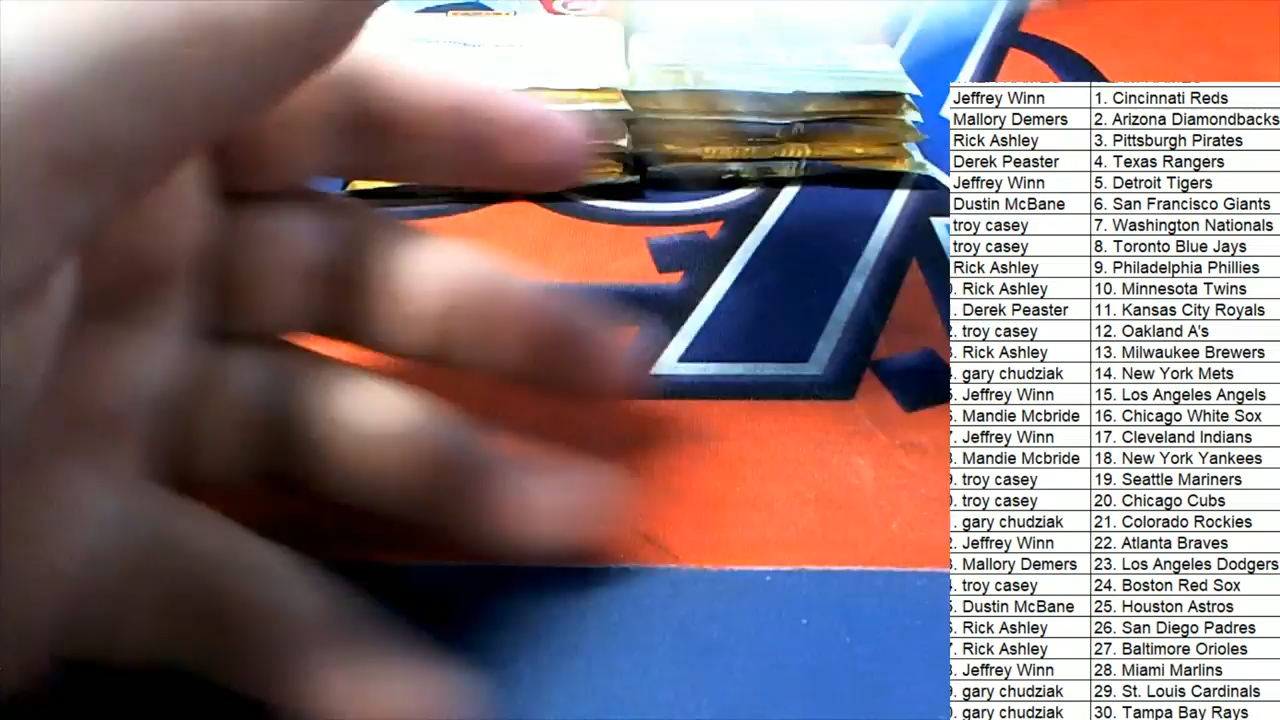 Jeffrey Winn 1. Cincinnati Reds
Mallory Demers 2. Arizona Diamondbacks
Rick Ashley 3. Pittsburgh Pirates
Derek Peaster 4. Texas Rangers
Jeffrey Winn 5. Detroit Tigers
Dustin McBane 6. San Francisco Giants
troy casey 7. Washington Nationals
troy casey 8. Toronto Blue Jays
Rick Ashley 9. Philadelphia Phillies
. Rick Ashley 10. Minnesota Twins
. Derek Peaster 11. Kansas City Royals
. troy casey 12. Oakland A's
. Rick Ashley 13. Milwaukee Brewers
. gary chudziak 14. New York Mets
. Jeffrey Winn 15. Los Angeles Angels
. Mandie Mcbride 16. Chicago White Sox
. Jeffrey Winn 17. Cleveland Indians
. Mandie Mcbride 18. New York Yankees
. troy casey 19. Seattle Mariners
. troy casey 20. Chicago Cubs
. gary chudziak 21. Colorado Rockies
. Jeffrey Winn 22. Atlanta Braves
. Mallory Demers 23. Los Angeles Dodgers
. troy casey 24. Boston Red Sox
. Dustin McBane 25. Houston Astros
. Rick Ashley 26. San Diego Padres
. Rick Ashley 27. Baltimore Orioles
. Jeffrey Winn 28. Miami Marlins
. gary chudziak 29. St. Louis Cardinals
. gary chudziak 30. Tampa Bay Rays